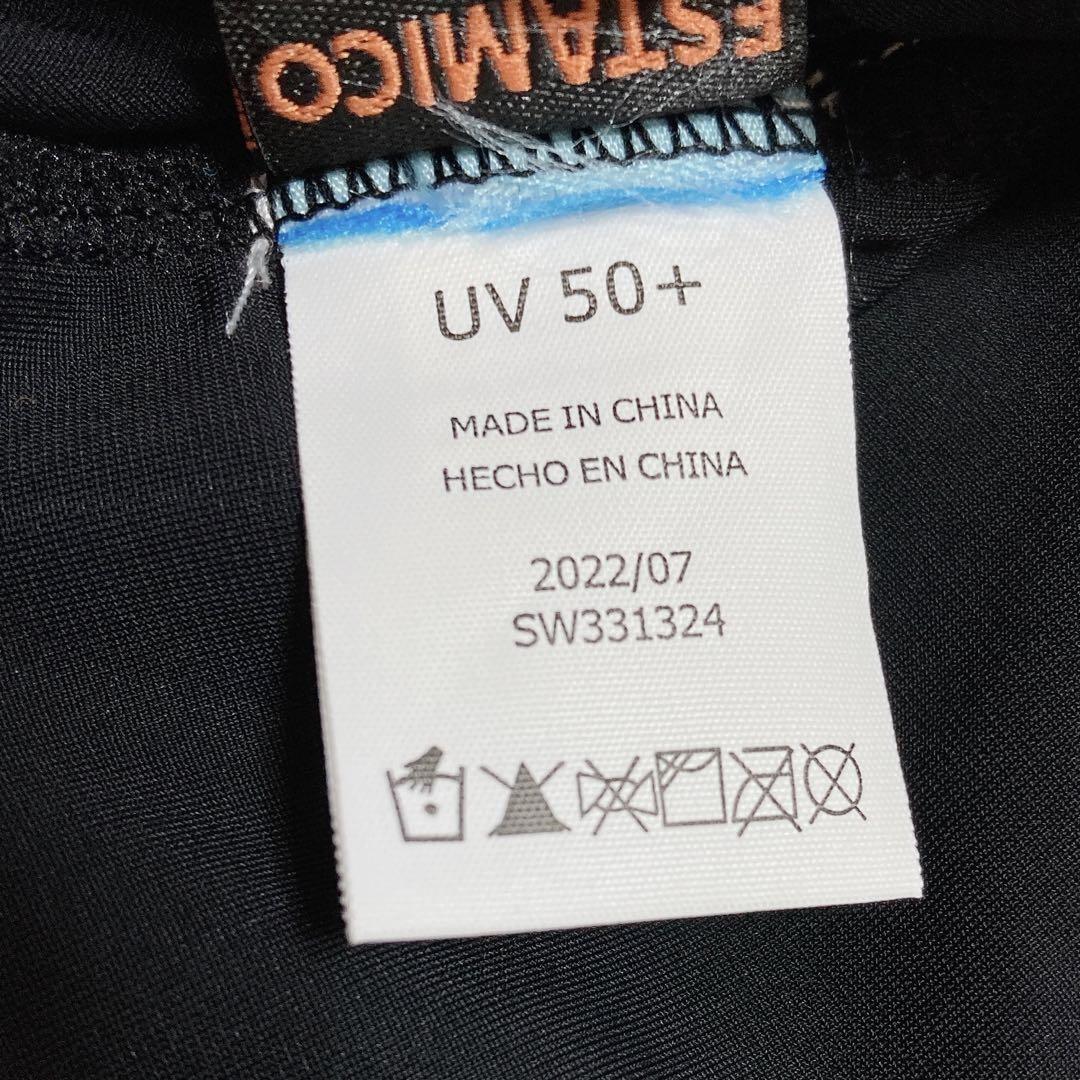 ESTAMICO
UV 50+
MADE IN CHINA
HECHO EN CHINA
2022/07
SW331324